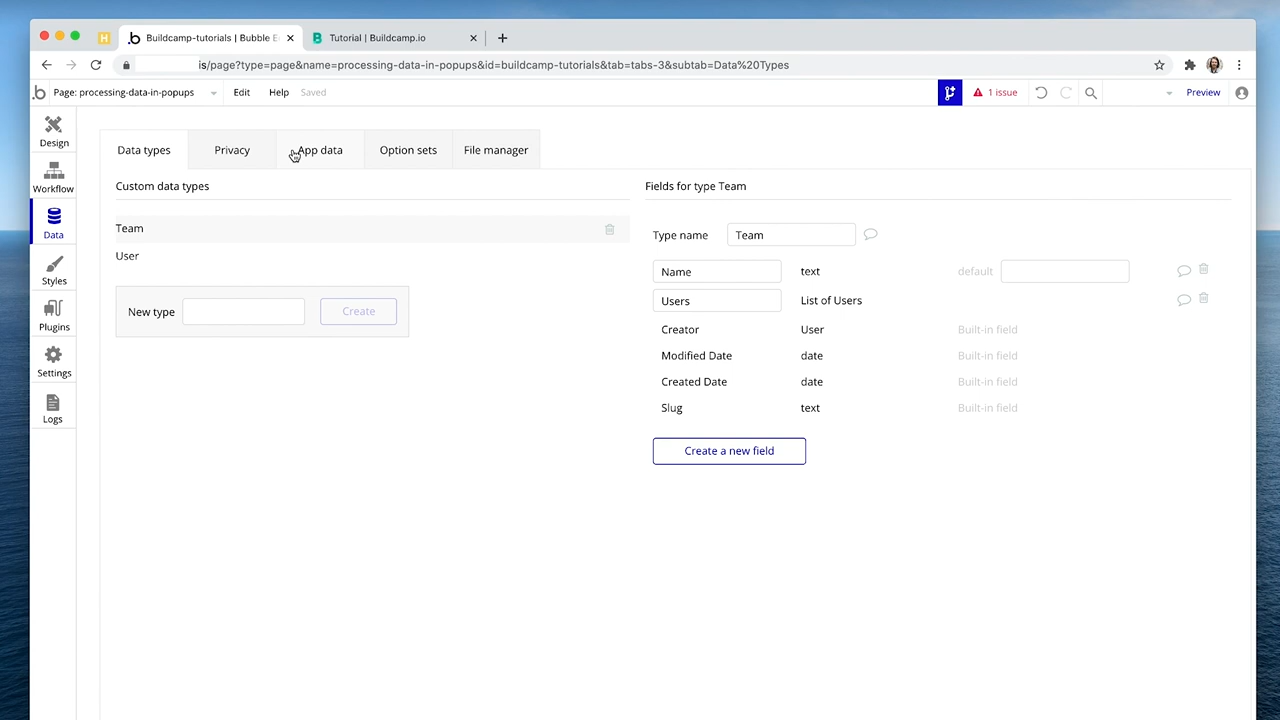 Buildcamp-tutorials | Bubble E
Tutorial | Buildcamp.io
is/page?type=page&name=processing-data-in-popups&id=buildcamp-tutorials&tab=tabs-3&subtab=Data%20Types
Page: processing-data-in-popups Edit Help Saved 1 issue Preview
Design
Workflow
Data
Styles
Plugins
Settings
Logs
Data types Privacy App data Option sets File manager
Custom data types
Team
User
New type Create
Fields for type Team
Type name Team
Name text default
Users List of Users
Creator User Built-in field
Modified Date date Built-in field
Created Date date Built-in field
Slug text Built-in field
Create a new field